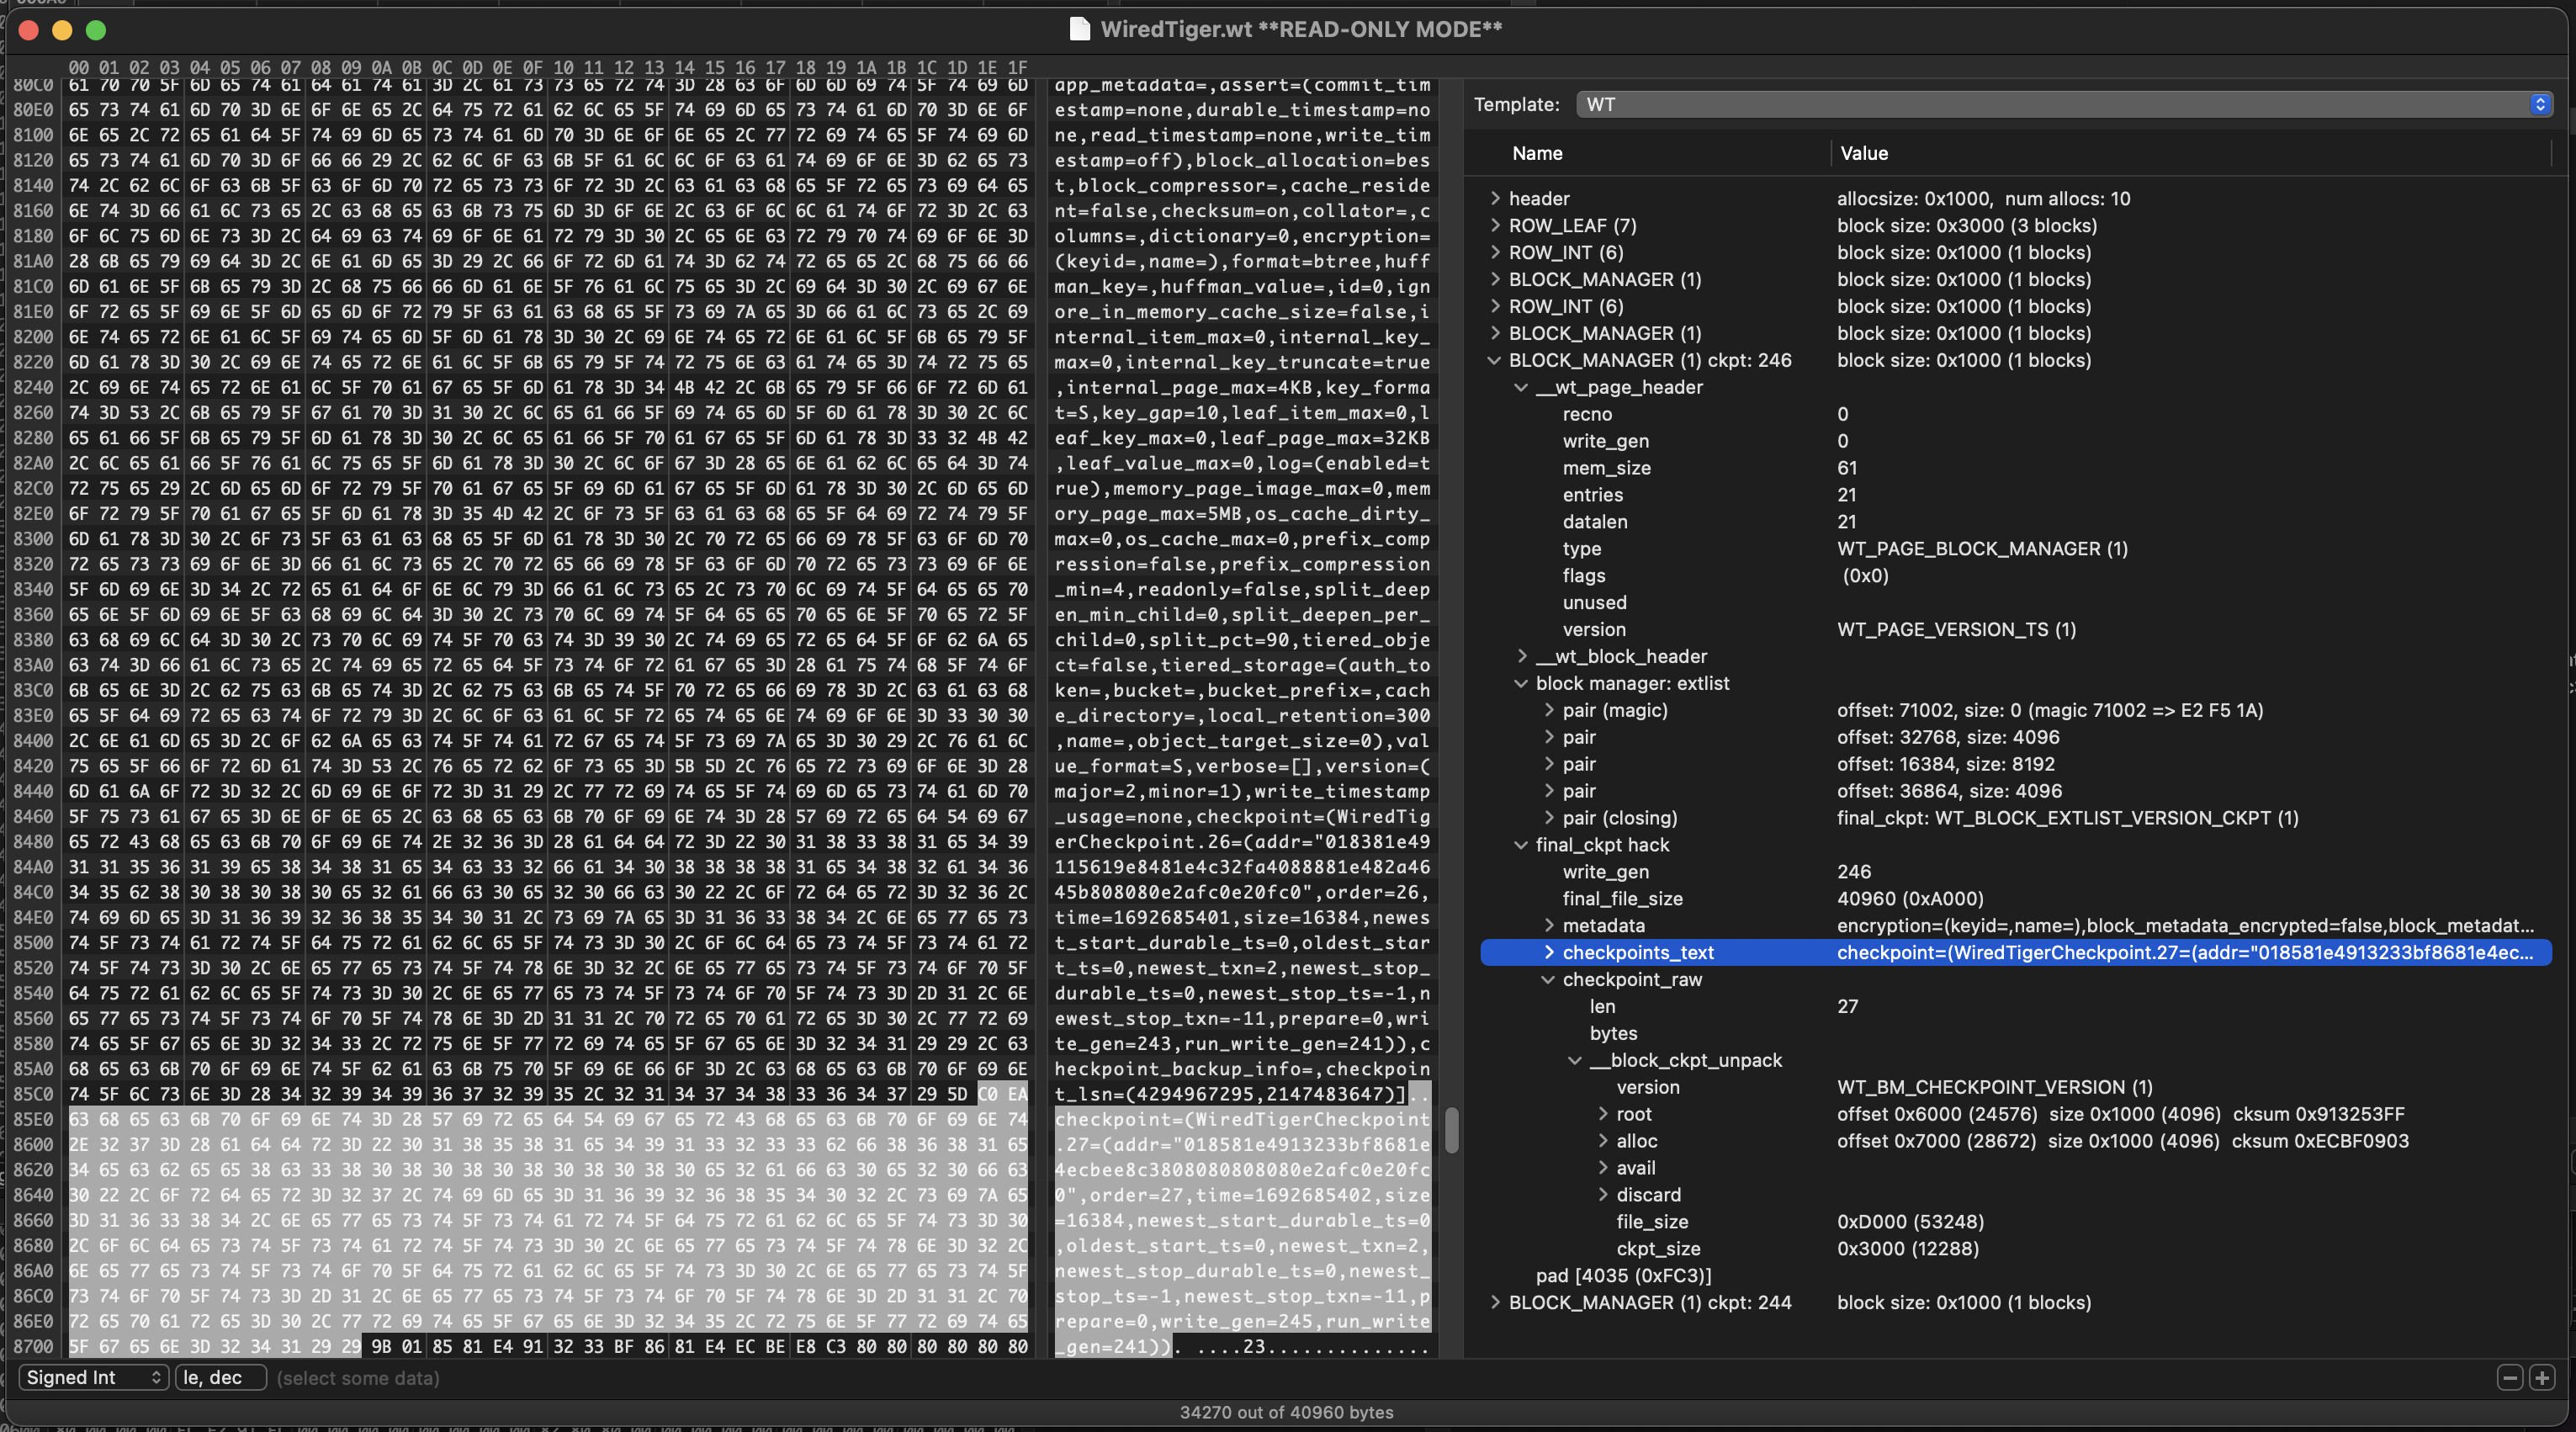 WiredTiger.wt **READ-ONLY MODE**
00 01 02 03 04 05 06 07 08 09 0A 0B 0C 0D 0E 0F 10 11 12 13 14 15 16 17 18 19 1A 1B 1C 1D 1E 1F
80C0 61 70 70 5F 6D 65 74 61 64 61 74 61 3D 2C 61 73 73 65 72 74 3D 28 63 6F 6D 6D 69 74 5F 74 69 6D app_metadata=,assert=(commit_tim
80E0 65 73 74 61 6D 70 3D 6E 6F 6E 65 2C 64 75 72 61 62 6C 65 5F 74 69 6D 65 73 74 61 6D 70 3D 6E 6F estamp=none,durable_timestamp=no
8100 6E 65 2C 72 65 61 64 5F 74 69 6D 65 73 74 61 6D 70 3D 6E 6F 6E 65 2C 77 72 69 74 65 5F 74 69 6D ne,read_timestamp=none,write_tim
8120 65 73 74 61 6D 70 3D 6F 66 66 29 2C 62 6C 6F 63 6B 5F 61 6C 6C 6F 63 61 74 69 6F 6E 3D 62 65 73 estamp=off),block_allocation=bes
8140 74 2C 62 6C 6F 63 6B 5F 63 6F 6D 70 72 65 73 73 6F 72 3D 2C 63 61 63 68 65 5F 72 65 73 69 64 65 t,block_compressor=,cache_reside
8160 6E 74 3D 66 61 6C 73 65 2C 63 68 65 63 6B 73 75 6D 3D 6F 6E 2C 63 6F 6C 6C 61 74 6F 72 3D 2C 63 nt=false,checksum=on,collator=,c
8180 6F 6C 75 6D 6E 73 3D 2C 64 69 63 74 69 6F 6E 61 72 79 3D 30 2C 65 6E 63 72 79 70 74 69 6F 6E 3D olumns=,dictionary=0,encryption=
81A0 28 6B 65 79 69 64 3D 2C 6E 61 6D 65 3D 29 2C 66 6F 72 6D 61 74 3D 62 74 72 65 65 2C 68 75 66 66 (keyid=,name=),format=btree,huff
81C0 6D 61 6E 5F 6B 65 79 3D 2C 68 75 66 66 6D 61 6E 5F 76 61 6C 75 65 3D 2C 69 64 3D 30 2C 69 67 6E man_key=,huffman_value=,id=0,ign
81E0 6F 72 65 5F 69 6E 5F 6D 65 6D 6F 72 79 5F 63 61 63 68 65 5F 73 69 7A 65 3D 66 61 6C 73 65 2C 69 ore_in_memory_cache_size=false,i
8200 6E 74 65 72 6E 61 6C 5F 69 74 65 6D 5F 6D 61 78 3D 30 2C 69 6E 74 65 72 6E 61 6C 5F 6B 65 79 5F nternal_item_max=0,internal_key_
8220 6D 61 78 3D 30 2C 69 6E 74 65 72 6E 61 6C 5F 6B 65 79 5F 74 72 75 6E 63 61 74 65 3D 74 72 75 65 max=0,internal_key_truncate=true
8240 2C 69 6E 74 65 72 6E 61 6C 5F 70 61 67 65 5F 6D 61 78 3D 34 4B 42 2C 6B 65 79 5F 66 6F 72 6D 61 ,internal_page_max=4KB,key_forma
8260 74 3D 53 2C 6B 65 79 5F 67 61 70 3D 31 30 2C 6C 65 61 66 5F 69 74 65 6D 5F 6D 61 78 3D 30 2C 6C t=S,key_gap=10,leaf_item_max=0,l
8280 65 61 66 5F 6B 65 79 5F 6D 61 78 3D 30 2C 6C 65 61 66 5F 70 61 67 65 5F 6D 61 78 3D 33 32 4B 42 eaf_key_max=0,leaf_page_max=32KB
82A0 2C 6C 65 61 66 5F 76 61 6C 75 65 5F 6D 61 78 3D 30 2C 6C 6F 67 3D 28 65 6E 61 62 6C 65 64 3D 74 ,leaf_value_max=0,log=(enabled=t
82C0 72 75 65 29 2C 6D 65 6D 6F 72 79 5F 70 61 67 65 5F 69 6D 61 67 65 5F 6D 61 78 3D 30 2C 6D 65 6D rue),memory_page_image_max=0,mem
82E0 6F 72 79 5F 70 61 67 65 5F 6D 61 78 3D 35 4D 42 2C 6F 73 5F 63 61 63 68 65 5F 64 69 72 74 79 5F ory_page_max=5MB,os_cache_dirty_
8300 6D 61 78 3D 30 2C 6F 73 5F 63 61 63 68 65 5F 6D 61 78 3D 30 2C 70 72 65 66 69 78 5F 63 6F 6D 70 max=0,os_cache_max=0,prefix_comp
8320 72 65 73 73 69 6F 6E 3D 66 61 6C 73 65 2C 70 72 65 66 69 78 5F 63 6F 6D 70 72 65 73 73 69 6F 6E ression=false,prefix_compression
8340 5F 6D 69 6E 3D 34 2C 72 65 61 64 6F 6E 6C 79 3D 66 61 6C 73 65 2C 73 70 6C 69 74 5F 64 65 65 70 _min=4,readonly=false,split_deep
8360 65 6E 5F 6D 69 6E 5F 63 68 69 6C 64 3D 30 2C 73 70 6C 69 74 5F 64 65 65 70 65 6E 5F 70 65 72 5F en_min_child=0,split_deepen_per_
8380 63 68 69 6C 64 3D 30 2C 73 70 6C 69 74 5F 70 63 74 3D 39 30 2C 74 69 65 72 65 64 5F 6F 62 6A 65 child=0,split_pct=90,tiered_obje
83A0 63 74 3D 66 61 6C 73 65 2C 74 69 65 72 65 64 5F 73 74 6F 72 61 67 65 3D 28 61 75 74 68 5F 74 6F ct=false,tiered_storage=(auth_to
83C0 6B 65 6E 3D 2C 62 75 63 6B 65 74 3D 2C 62 75 63 6B 65 74 5F 70 72 65 66 69 78 3D 2C 63 61 63 68 ken=,bucket=,bucket_prefix=,cach
83E0 65 5F 64 69 72 65 63 74 6F 72 79 3D 2C 6C 6F 63 61 6C 5F 72 65 74 65 6E 74 69 6F 6E 3D 33 30 30 e_directory=,local_retention=300
8400 2C 6E 61 6D 65 3D 2C 6F 62 6A 65 63 74 5F 74 61 72 67 65 74 5F 73 69 7A 65 3D 30 29 2C 76 61 6C ,name=,object_target_size=0),val
8420 75 65 5F 66 6F 72 6D 61 74 3D 53 2C 76 65 72 62 6F 73 65 3D 5B 5D 2C 76 65 72 73 69 6F 6E 3D 28 ue_format=S,verbose=[],version=(
8440 6D 61 6A 6F 72 3D 32 2C 6D 69 6E 6F 72 3D 31 29 2C 77 72 69 74 65 5F 74 69 6D 65 73 74 61 6D 70 major=2,minor=1),write_timestamp
8460 5F 75 73 61 67 65 3D 6E 6F 6E 65 2C 63 68 65 63 6B 70 6F 69 6E 74 3D 28 57 69 72 65 64 54 69 67 _usage=none,checkpoint=(WiredTig
8480 65 72 43 68 65 63 6B 70 6F 69 6E 74 2E 32 36 3D 28 61 64 64 72 3D 22 30 31 38 33 38 31 65 34 39 erCheckpoint.26=(addr="018381e49
84A0 31 31 35 36 31 39 65 38 34 38 31 65 34 63 33 32 66 61 34 30 38 38 38 38 31 65 34 38 32 61 34 36 115619e8481e4c32fa4088881e482a46
84C0 34 35 62 38 30 38 30 38 30 65 32 61 66 63 30 65 32 30 66 63 30 22 2C 6F 72 64 65 72 3D 32 36 2C 45b808080e2afc0e20fc0",order=26,
84E0 74 69 6D 65 3D 31 36 39 32 36 38 35 34 30 31 2C 73 69 7A 65 3D 31 36 33 38 34 2C 6E 65 77 65 73 time=1692685401,size=16384,newes
8500 74 5F 73 74 61 72 74 5F 64 75 72 61 62 6C 65 5F 74 73 3D 30 2C 6F 6C 64 65 73 74 5F 73 74 61 72 t_start_durable_ts=0,oldest_star
8520 74 5F 74 73 3D 30 2C 6E 65 77 65 73 74 5F 74 78 6E 3D 32 2C 6E 65 77 65 73 74 5F 73 74 6F 70 5F t_ts=0,newest_txn=2,newest_stop_
8540 64 75 72 61 62 6C 65 5F 74 73 3D 30 2C 6E 65 77 65 73 74 5F 73 74 6F 70 5F 74 73 3D 2D 31 2C 6E durable_ts=0,newest_stop_ts=-1,n
8560 65 77 65 73 74 5F 73 74 6F 70 5F 74 78 6E 3D 2D 31 31 2C 70 72 65 70 61 72 65 3D 30 2C 77 72 69 ewest_stop_txn=-11,prepare=0,wri
8580 74 65 5F 67 65 6E 3D 32 34 33 2C 72 75 6E 5F 77 72 69 74 65 5F 67 65 6E 3D 32 34 31 29 29 2C 63 te_gen=243,run_write_gen=241)),c
85A0 68 65 63 6B 70 6F 69 6E 74 5F 62 61 63 6B 75 70 5F 69 6E 66 6F 3D 2C 63 68 65 63 6B 70 6F 69 6E heckpoint_backup_info=,checkpoin
85C0 74 5F 6C 73 6E 3D 28 34 32 39 34 39 36 37 32 39 35 2C 32 31 34 37 34 38 33 36 34 37 29 5D C0 EA t_lsn=(4294967295,2147483647)]..
85E0 63 68 65 63 6B 70 6F 69 6E 74 3D 28 57 69 72 65 64 54 69 67 65 72 43 68 65 63 6B 70 6F 69 6E 74 checkpoint=(WiredTigerCheckpoint
8600 2E 32 37 3D 28 61 64 64 72 3D 22 30 31 38 35 38 31 65 34 39 31 33 32 33 33 62 66 38 36 38 31 65 .27=(addr="018581e4913233bf8681e
8620 34 65 63 62 65 65 38 63 33 38 30 38 30 38 30 38 30 38 30 38 30 65 32 61 66 63 30 65 32 30 66 63 4ecbee8c3808080808080e2afc0e20fc
8640 30 22 2C 6F 72 64 65 72 3D 32 37 2C 74 69 6D 65 3D 31 36 39 32 36 38 35 34 30 32 2C 73 69 7A 65 0",order=27,time=1692685402,size
8660 3D 31 36 33 38 34 2C 6E 65 77 65 73 74 5F 73 74 61 72 74 5F 64 75 72 61 62 6C 65 5F 74 73 3D 30 =16384,newest_start_durable_ts=0
8680 2C 6F 6C 64 65 73 74 5F 73 74 61 72 74 5F 74 73 3D 30 2C 6E 65 77 65 73 74 5F 74 78 6E 3D 32 2C ,oldest_start_ts=0,newest_txn=2,
86A0 6E 65 77 65 73 74 5F 73 74 6F 70 5F 64 75 72 61 62 6C 65 5F 74 73 3D 30 2C 6E 65 77 65 73 74 5F newest_stop_durable_ts=0,newest_
86C0 73 74 6F 70 5F 74 73 3D 2D 31 2C 6E 65 77 65 73 74 5F 73 74 6F 70 5F 74 78 6E 3D 2D 31 31 2C 70 stop_ts=-1,newest_stop_txn=-11,p
86E0 72 65 70 61 72 65 3D 30 2C 77 72 69 74 65 5F 67 65 6E 3D 32 34 35 2C 72 75 6E 5F 77 72 69 74 65 repare=0,write_gen=245,run_write
8700 5F 67 65 6E 3D 32 34 31 29 29 9B 01 85 81 E4 91 32 33 BF 86 81 E4 EC BE E8 C3 80 80 80 80 80 80 _gen=241)). ....23..............
Template: WT
Name Value
header allocsize: 0x1000, num allocs: 10
ROW_LEAF (7) block size: 0x3000 (3 blocks)
ROW_INT (6) block size: 0x1000 (1 blocks)
BLOCK_MANAGER (1) block size: 0x1000 (1 blocks)
ROW_INT (6) block size: 0x1000 (1 blocks)
BLOCK_MANAGER (1) block size: 0x1000 (1 blocks)
BLOCK_MANAGER (1) ckpt: 246 block size: 0x1000 (1 blocks)
__wt_page_header
recno 0
write_gen 0
mem_size 61
entries 21
datalen 21
type WT_PAGE_BLOCK_MANAGER (1)
flags (0x0)
unused
version WT_PAGE_VERSION_TS (1)
__wt_block_header
block manager: extlist
pair (magic) offset: 71002, size: 0 (magic 71002 => E2 F5 1A)
pair offset: 32768, size: 4096
pair offset: 16384, size: 8192
pair offset: 36864, size: 4096
pair (closing) final_ckpt: WT_BLOCK_EXTLIST_VERSION_CKPT (1)
final_ckpt hack
write_gen 246
final_file_size 40960 (0xA000)
metadata encryption=(keyid=,name=),block_metadata_encrypted=false,block_metadat...
checkpoints_text checkpoint=(WiredTigerCheckpoint.27=(addr="018581e4913233bf8681e4ec...
checkpoint_raw
len 27
bytes
__block_ckpt_unpack
version WT_BM_CHECKPOINT_VERSION (1)
root offset 0x6000 (24576) size 0x1000 (4096) cksum 0x913253FF
alloc offset 0x7000 (28672) size 0x1000 (4096) cksum 0xECBF0903
avail
discard
file_size 0xD000 (53248)
ckpt_size 0x3000 (12288)
pad [4035 (0xFC3)]
BLOCK_MANAGER (1) ckpt: 244 block size: 0x1000 (1 blocks)
Signed Int le, dec (select some data)
34270 out of 40960 bytes